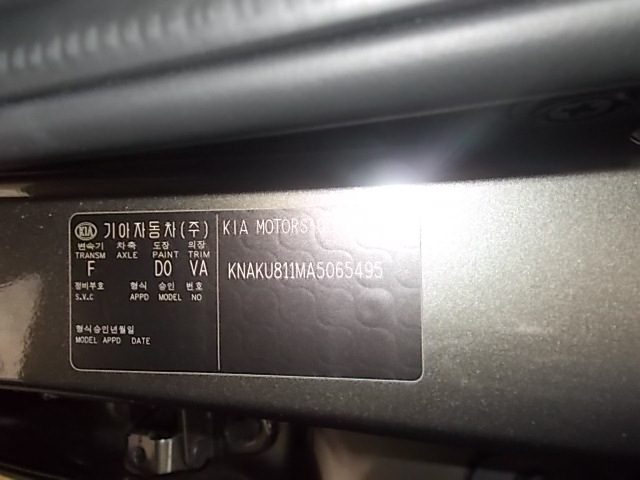 KIA 기아자동차(주)
변속기 차축 도장 의장
TRANSM AXLE PAINT TRIM
F DO VA
정비부호 형식 승인 번호
S.V.C APPD MODEL NO
형식승인년월일
MODEL APPD DATE
KIA MOTORS
KNAKU811MA5065495